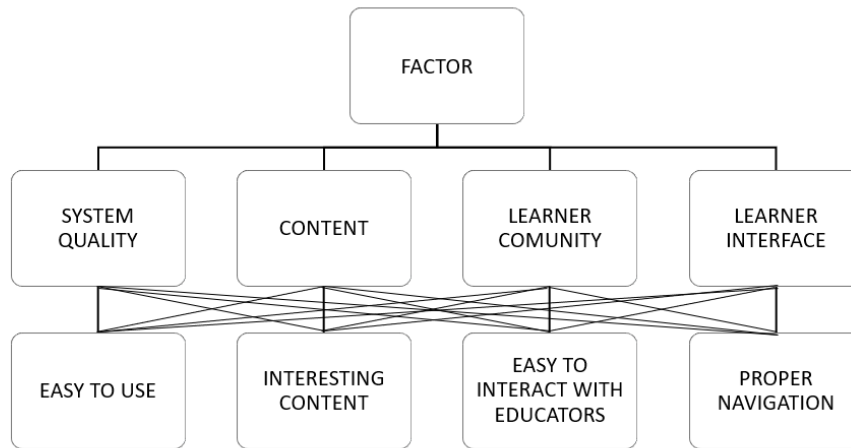 FACTOR
SYSTEM
QUALITY
CONTENT
LEARNER
COMUNITY
LEARNER
INTERFACE
EASY TO USE
INTERESTING
CONTENT
EASY TO
INTERACT WITH
EDUCATORS
PROPER
NAVIGATION